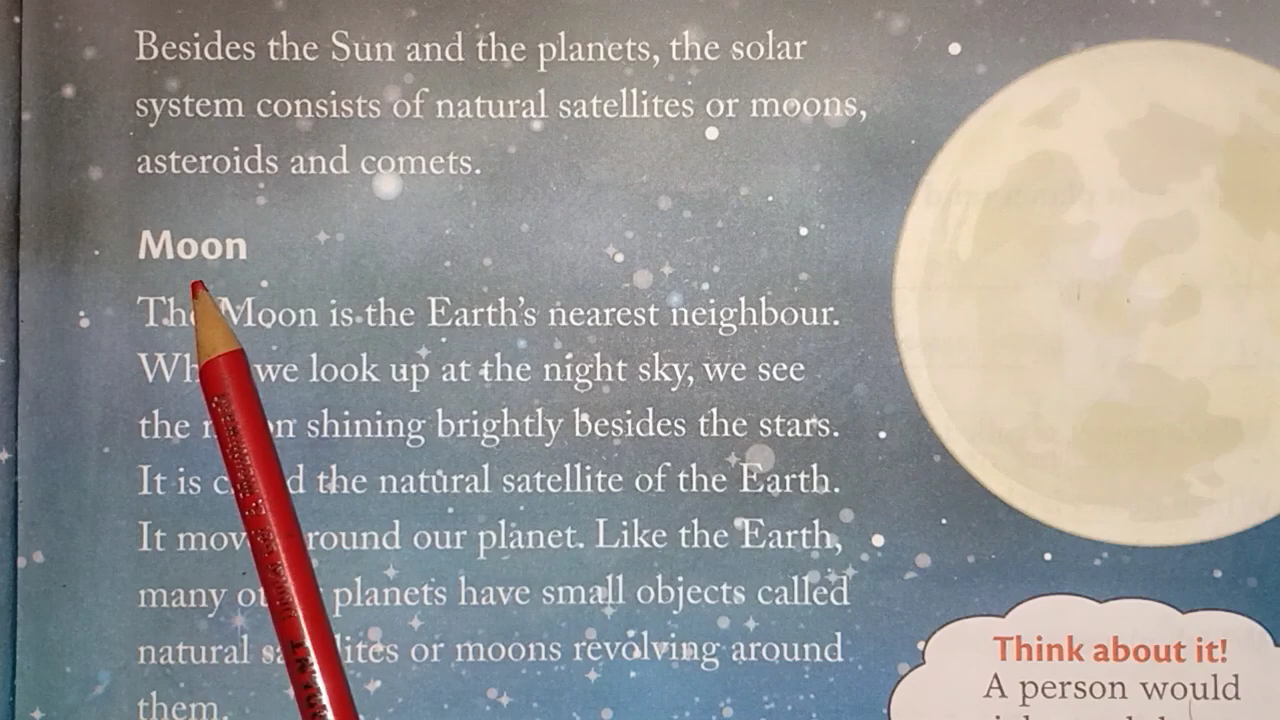 Besides the Sun and the planets, the solar
system consists of natural satellites or moons,
asteroids and comets.
Moon
The Moon is the Earth's nearest neighbour.
we look up at the night sky, we see
the shining brightly besides the stars.
It is the natural satellite of the Earth.
It our planet. Like the Earth,
many planets have small objects called
natural or moons revolving around
them.
Think about it!
A person would